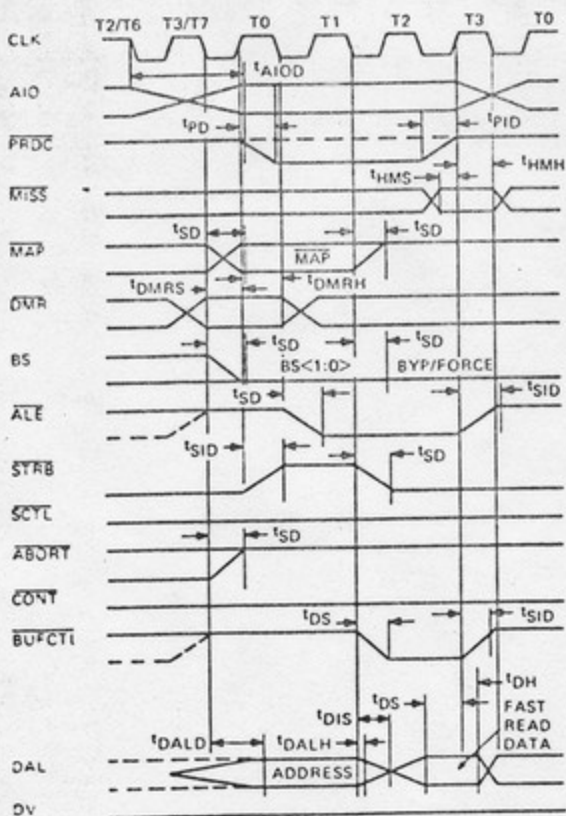 T2/T6 T3/T7 T0 T1 T2 T3 T0
CLK
tAIOD
AIO
tPD tPID
PRDC
tHMH
tHMS
MISS
tSD tSD
MAP MAP
tDMRS tDMRH
DMR
tSD tSD
BS BS<1:0> BYP/FORCE
tSD tSID
ALE
tSID
STRB tSD
SCTL
tSD
ABORT
CONT
tDS tSID
BUFCTL
tDH
tDS FAST
tDIS READ
tDALD tDALH DATA
DAL ADDRESS
DV